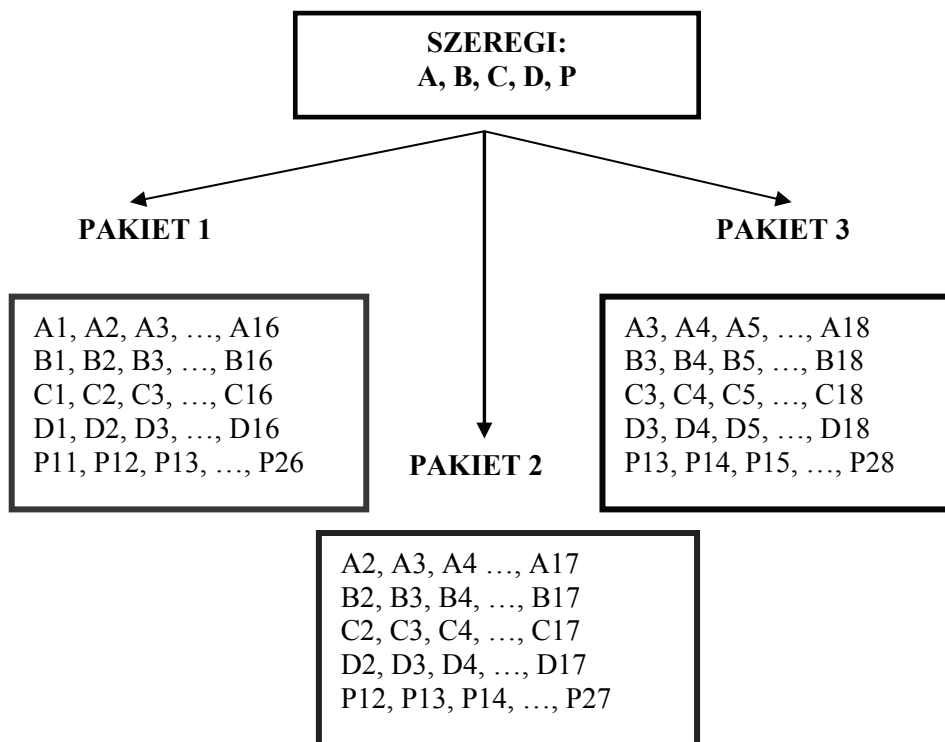 SZEREGI:
A, B, C, D, P
PAKIET 1
A1, A2, A3, …, A16
B1, B2, B3, …, B16
C1, C2, C3, …, C16
D1, D2, D3, …, D16
P11, P12, P13, …, P26
PAKIET 2
A2, A3, A4 …, A17
B2, B3, B4, …, B17
C2, C3, C4, …, C17
D2, D3, D4, …, D17
P12, P13, P14, …, P27
PAKIET 3
A3, A4, A5, …, A18
B3, B4, B5, …, B18
C3, C4, C5, …, C18
D3, D4, D5, …, D18
P13, P14, P15, …, P28